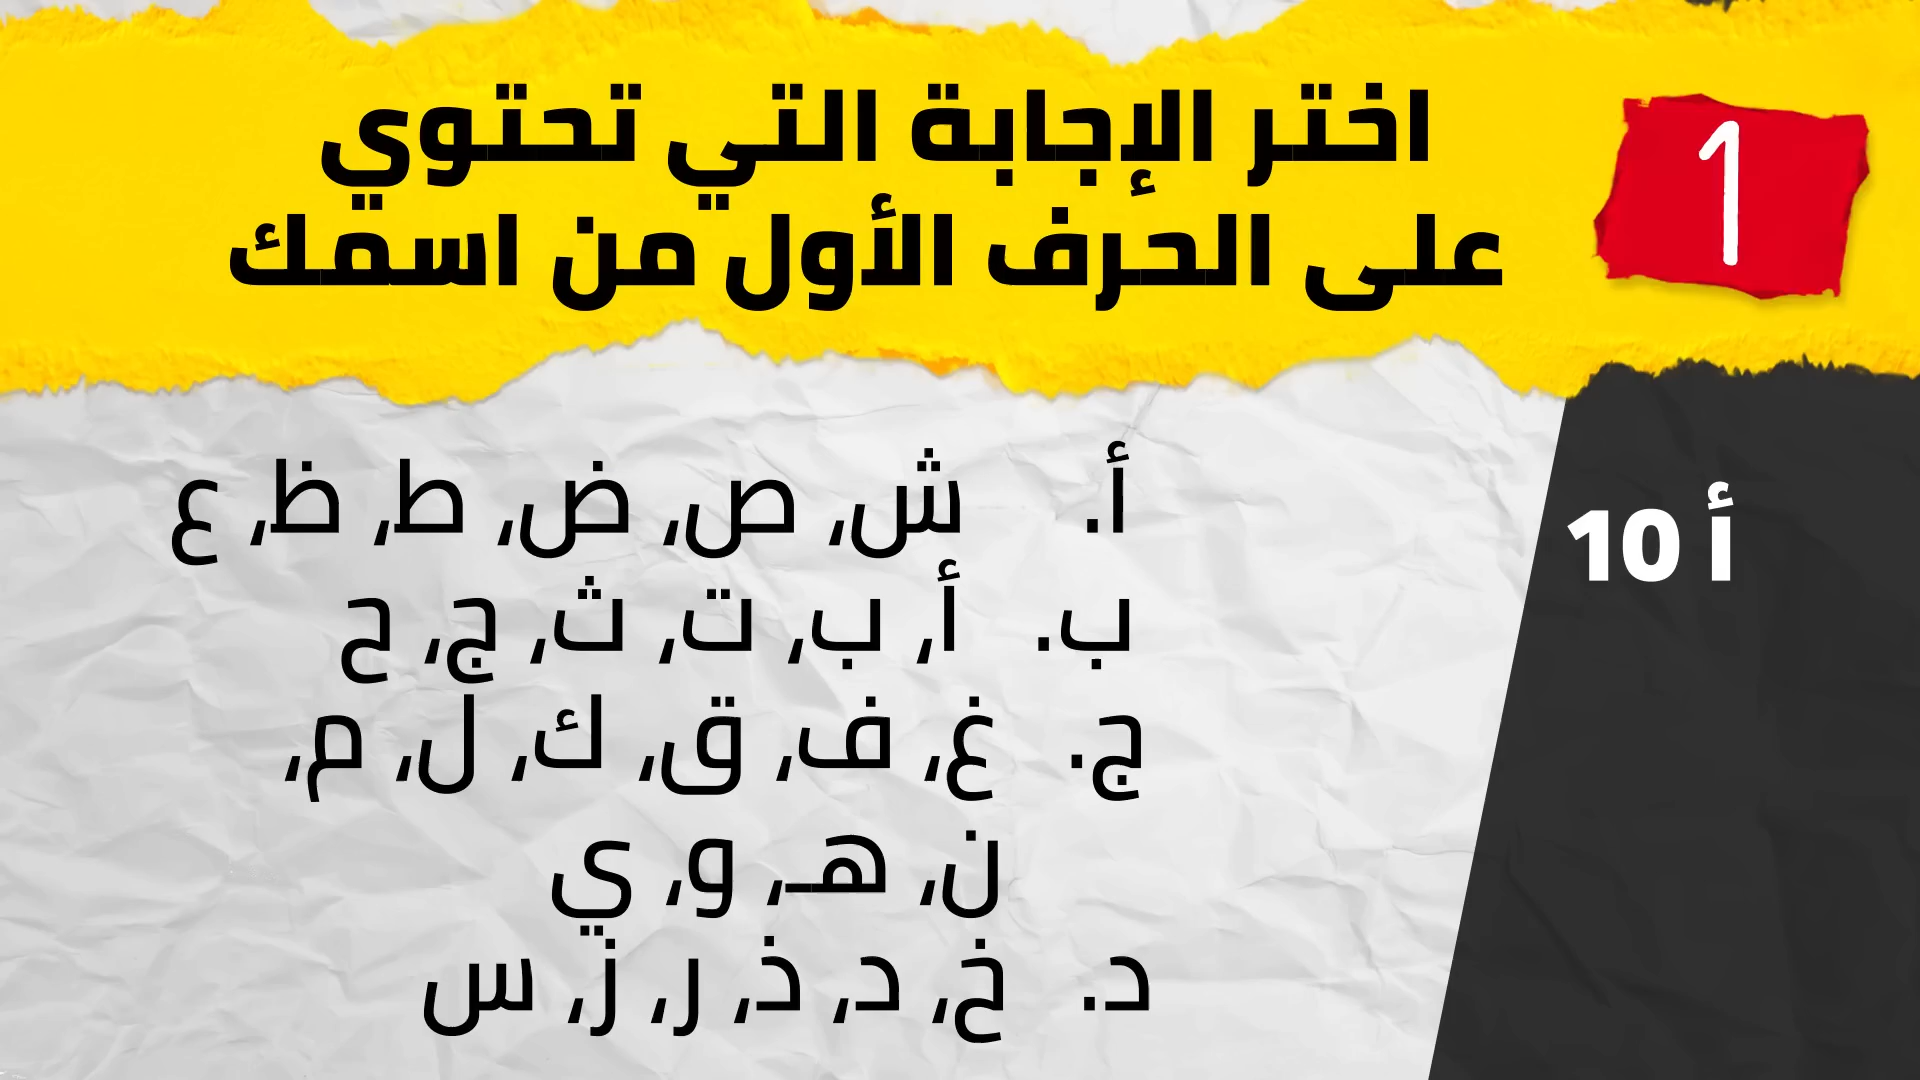 1
اختر الإجابة التي تحتوي
على الحرف الأول من اسمك
أ. ش، ص، ض، ط، ظ، ع
ب. أ، ب، ت، ث، ج، ح
ج. غ، ف، ق، ك، ل، م،
ن، هـ، و، ي
د. خ، د، ذ، ر، ز، س
أ 10